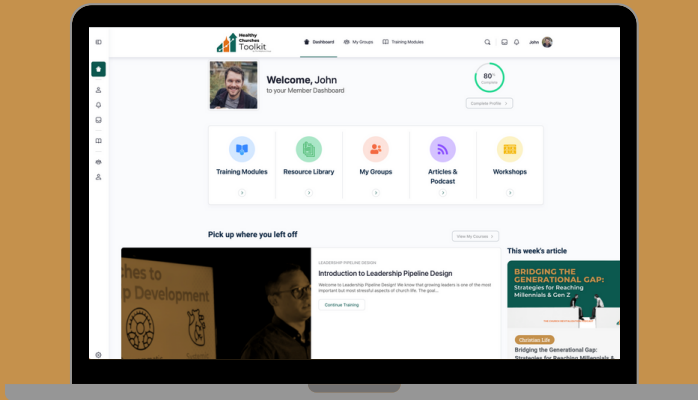 Healthy
Churches
Toolkit
Dashboard
My Groups
Training Modules
John
Welcome, John
to your Member Dashboard
80%
Complete
Complete Profile
Training Modules
Resource Library
My Groups
Articles &
Podcast
Workshops
Pick up where you left off
View My Courses
This week's article
ches to
p Development
LEADERSHIP PIPELINE DESIGN
Introduction to Leadership Pipeline Design
Welcome to Leadership Pipeline Design! We know that growing leaders is one of the most
important but most stressful aspects of church life. The goal...
Continue Training
BRIDGING THE
GENERATIONAL GAP:
Strategies for Reaching
Millennials & Gen Z
Christian Life
Bridging the Generational Gap:
Strategies for Reaching Millennials &